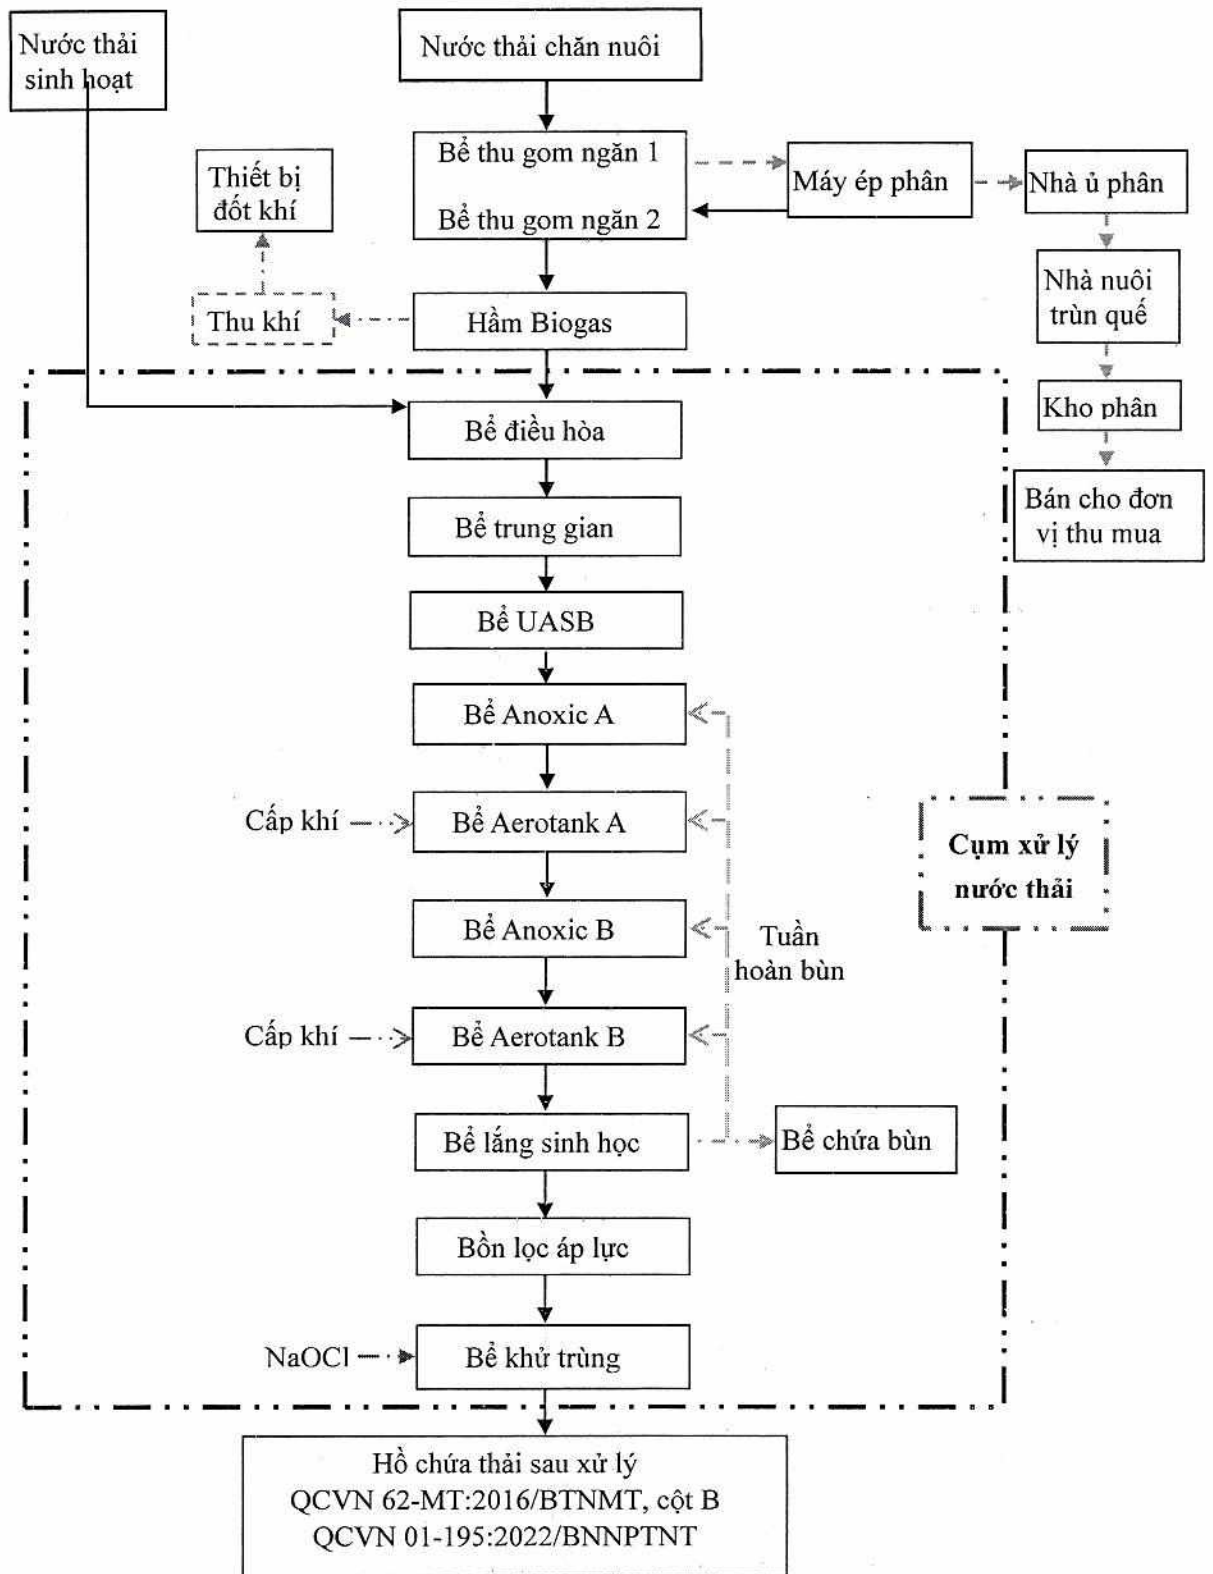 Nước thải
sinh hoạt
Nước thải chăn nuôi
Bể thu gom ngăn 1
Bể thu gom ngăn 2
Máy ép phân
Nhà ủ phân
Thiết bị
đốt khí
Nhà nuôi
trùn quế
Thu khí
Hầm Biogas
Kho phân
Bể điều hòa
Bán cho đơn
vị thu mua
Bể trung gian
Bể UASB
Bể Anoxic A
Cấp khí
Bể Aerotank A
Cụm xử lý
nước thải
Bể Anoxic B
Tuần
hoàn bùn
Cấp khí
Bể Aerotank B
Bể lắng sinh học
Bể chứa bùn
Bồn lọc áp lực
NaOCl
Bể khử trùng
Hồ chứa thải sau xử lý
QCVN 62-MT:2016/BTNMT, cột B
QCVN 01-195:2022/BNNPTNT